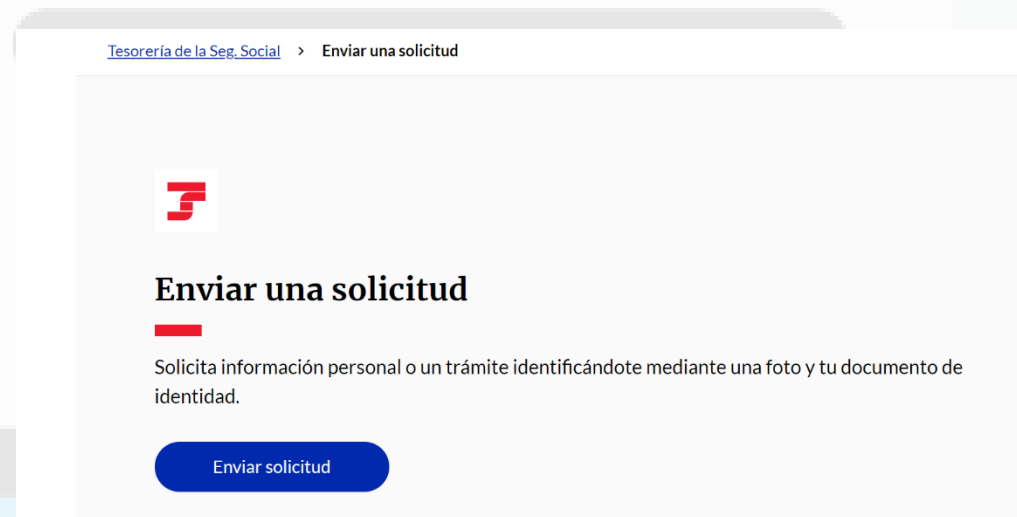 Tesorería de la Seg. Social > Enviar una solicitud
Enviar una solicitud
Solicita información personal o un trámite identificándote mediante una foto y tu documento de
identidad.
Enviar solicitud